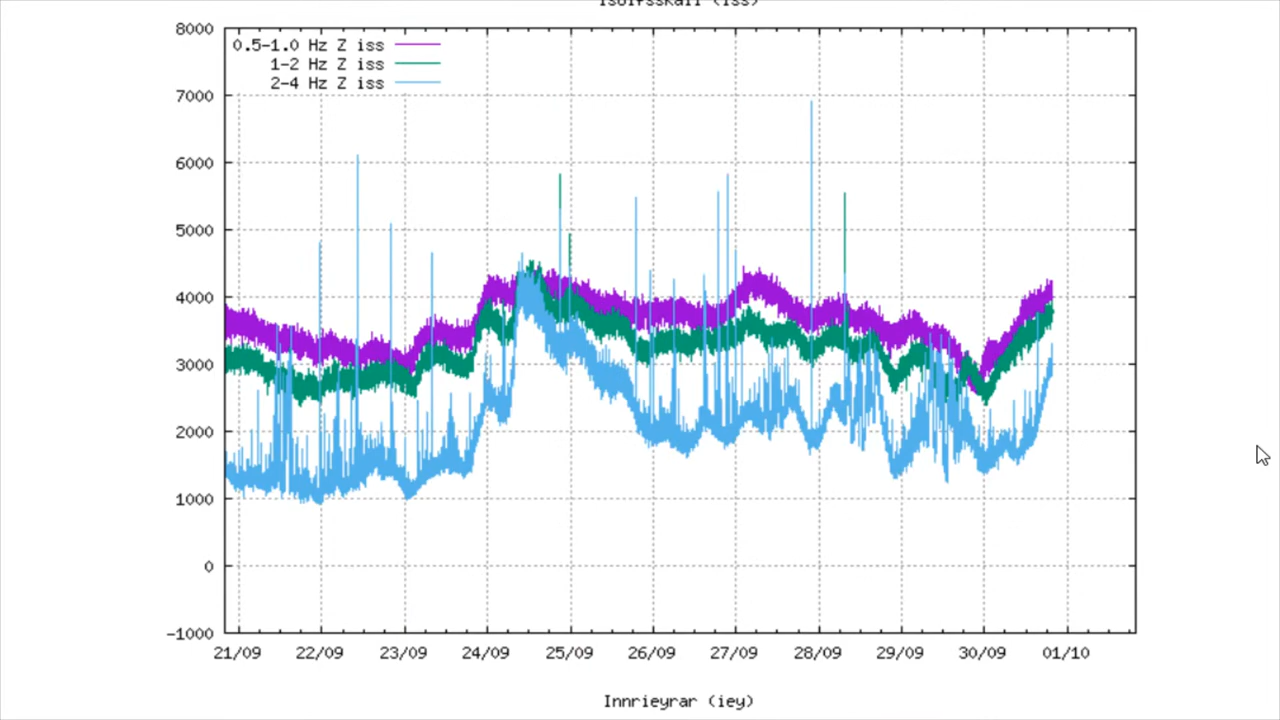 8000
0.5-1.0 Hz Z iss
1-2 Hz Z iss
2-4 Hz Z iss
7000
6000
5000
4000
3000
2000
1000
0
-1000
21/09 22/09 23/09 24/09 25/09 26/09 27/09 28/09 29/09 30/09 01/10
Innrieyrar (iey)